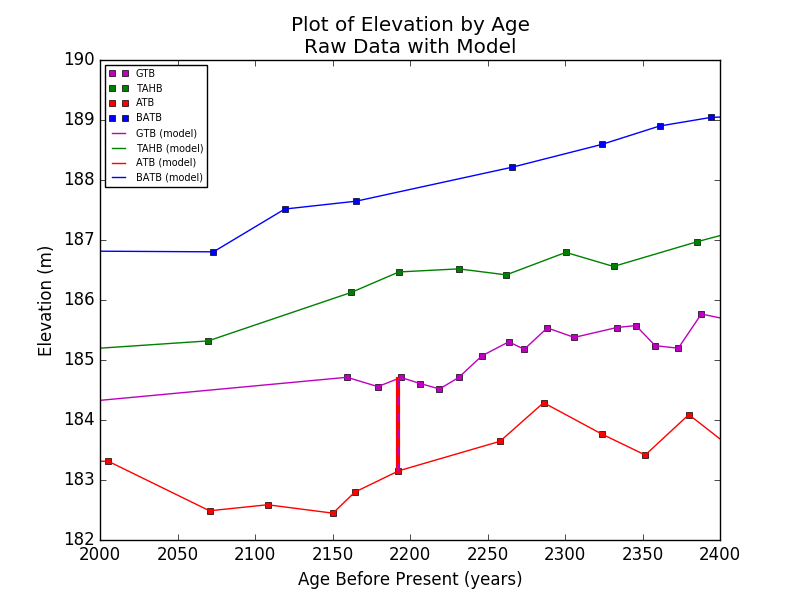 Plot of Elevation by Age
Raw Data with Model
190
189
188
187
186
185
184
183
182
Elevation (m)
GTB
TAHB
ATB
BATB
GTB (model)
TAHB (model)
ATB (model)
BATB (model)
2000 2050 2100 2150 2200 2250 2300 2350 2400
Age Before Present (years)